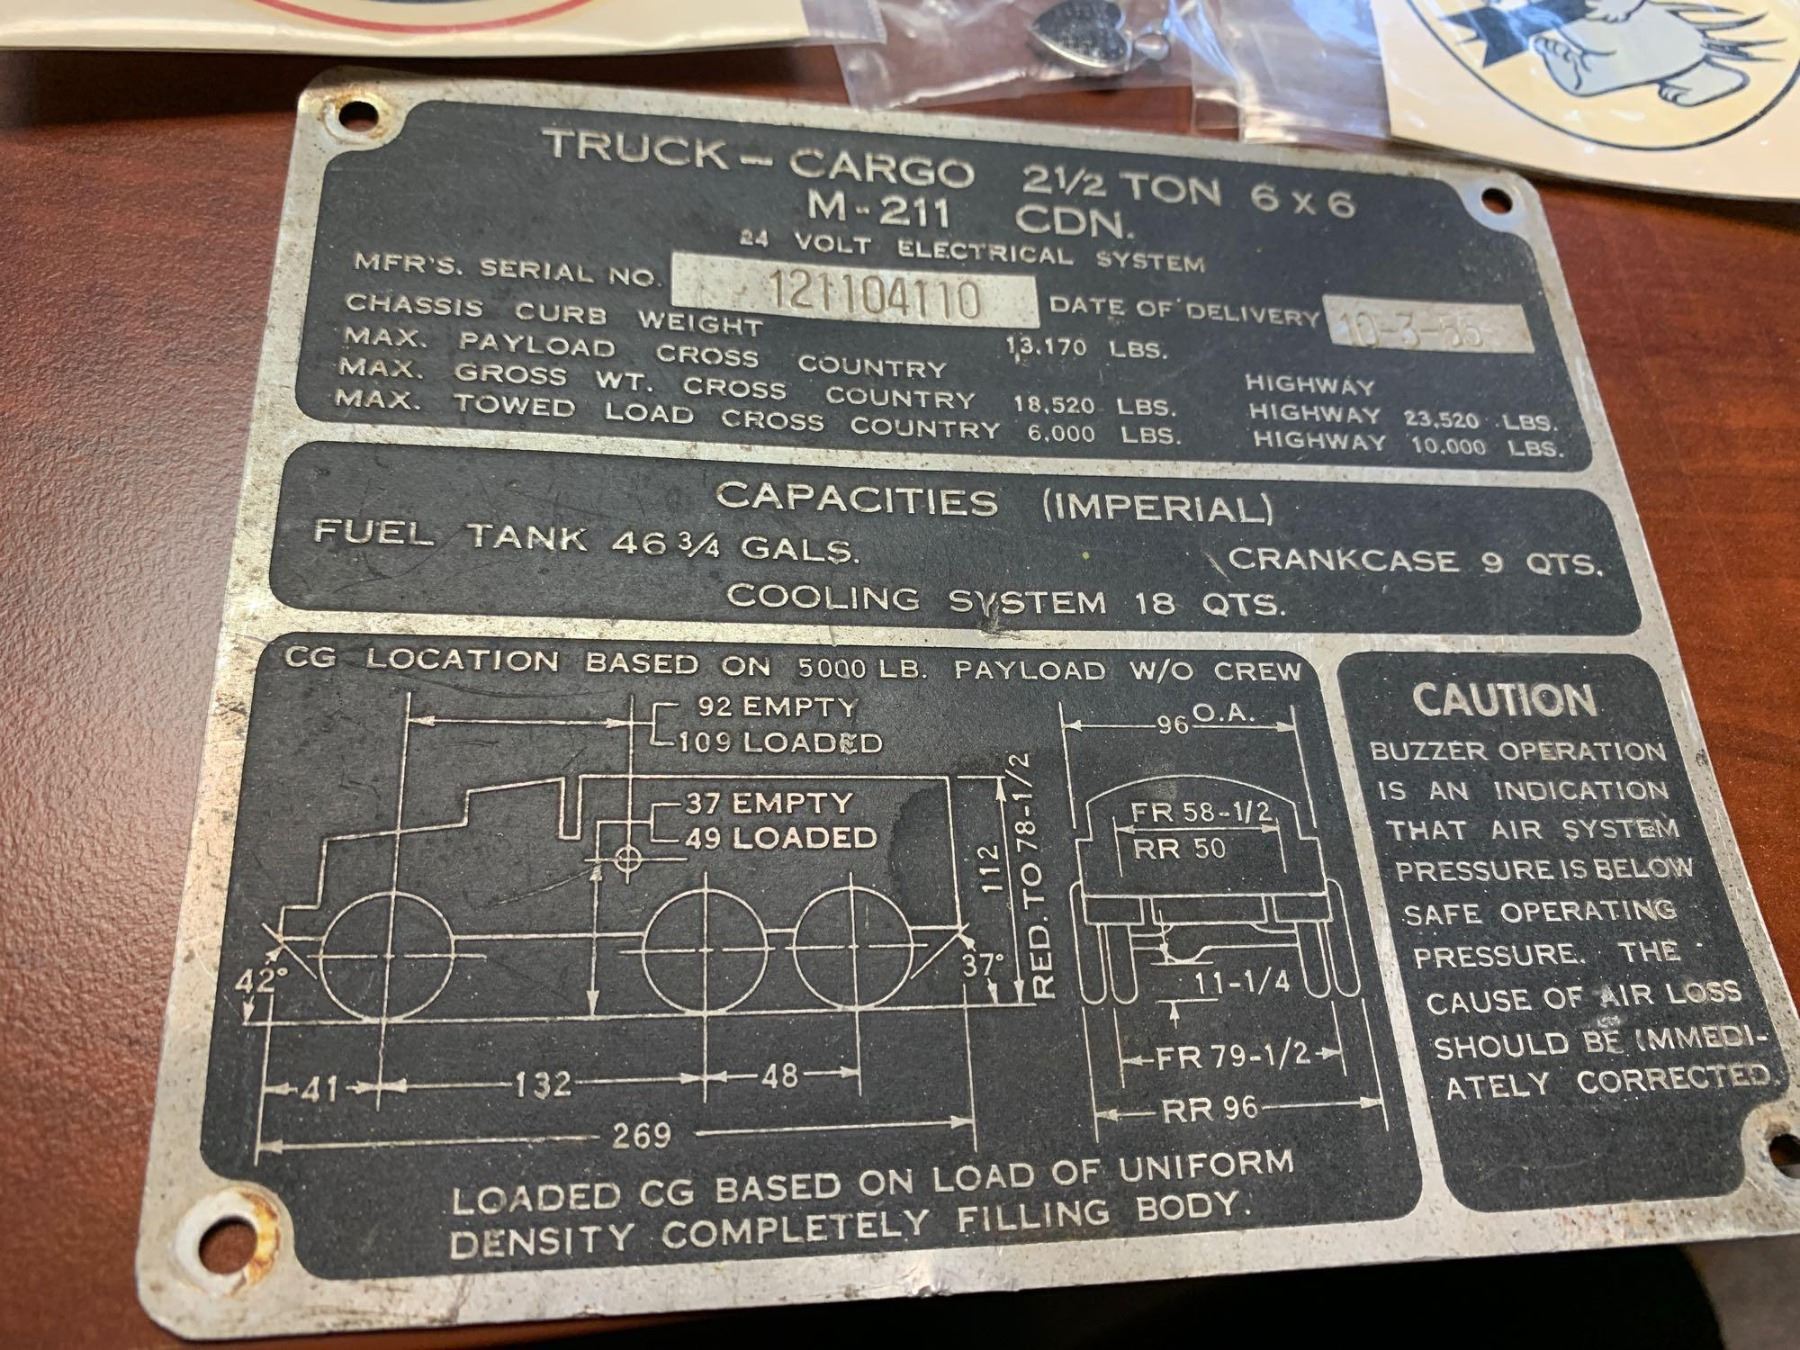 TRUCK – CARGO 2 1/2 TON 6 X 6
M-211 CDN.
24 VOLT ELECTRICAL SYSTEM
MFR'S. SERIAL NO. 121104110 DATE OF DELIVERY 10-3-55
CHASSIS CURB WEIGHT 13,170 LBS.
MAX. PAYLOAD CROSS COUNTRY HIGHWAY
MAX. GROSS WT. CROSS COUNTRY 18,520 LBS. HIGHWAY 23,520 LBS.
MAX. TOWED LOAD CROSS COUNTRY 6,000 LBS. HIGHWAY 10,000 LBS.
CAPACITIES (IMPERIAL)
FUEL TANK 46 3/4 GALS. CRANKCASE 9 QTS.
COOLING SYSTEM 18 QTS.
CG LOCATION BASED ON 5000 LB. PAYLOAD W/O CREW
92 EMPTY
109 LOADED
37 EMPTY
49 LOADED
112
RED. TO 78-1/2
42°
37°
41
132
48
269
96 O.A.
FR 58-1/2
RR 50
11-1/4
FR 79-1/2
RR 96
LOADED CG BASED ON LOAD OF UNIFORM
DENSITY COMPLETELY FILLING BODY.
CAUTION
BUZZER OPERATION
IS AN INDICATION
THAT AIR SYSTEM
PRESSURE IS BELOW
SAFE OPERATING
PRESSURE. THE
CAUSE OF AIR LOSS
SHOULD BE IMMEDI-
ATELY CORRECTED.